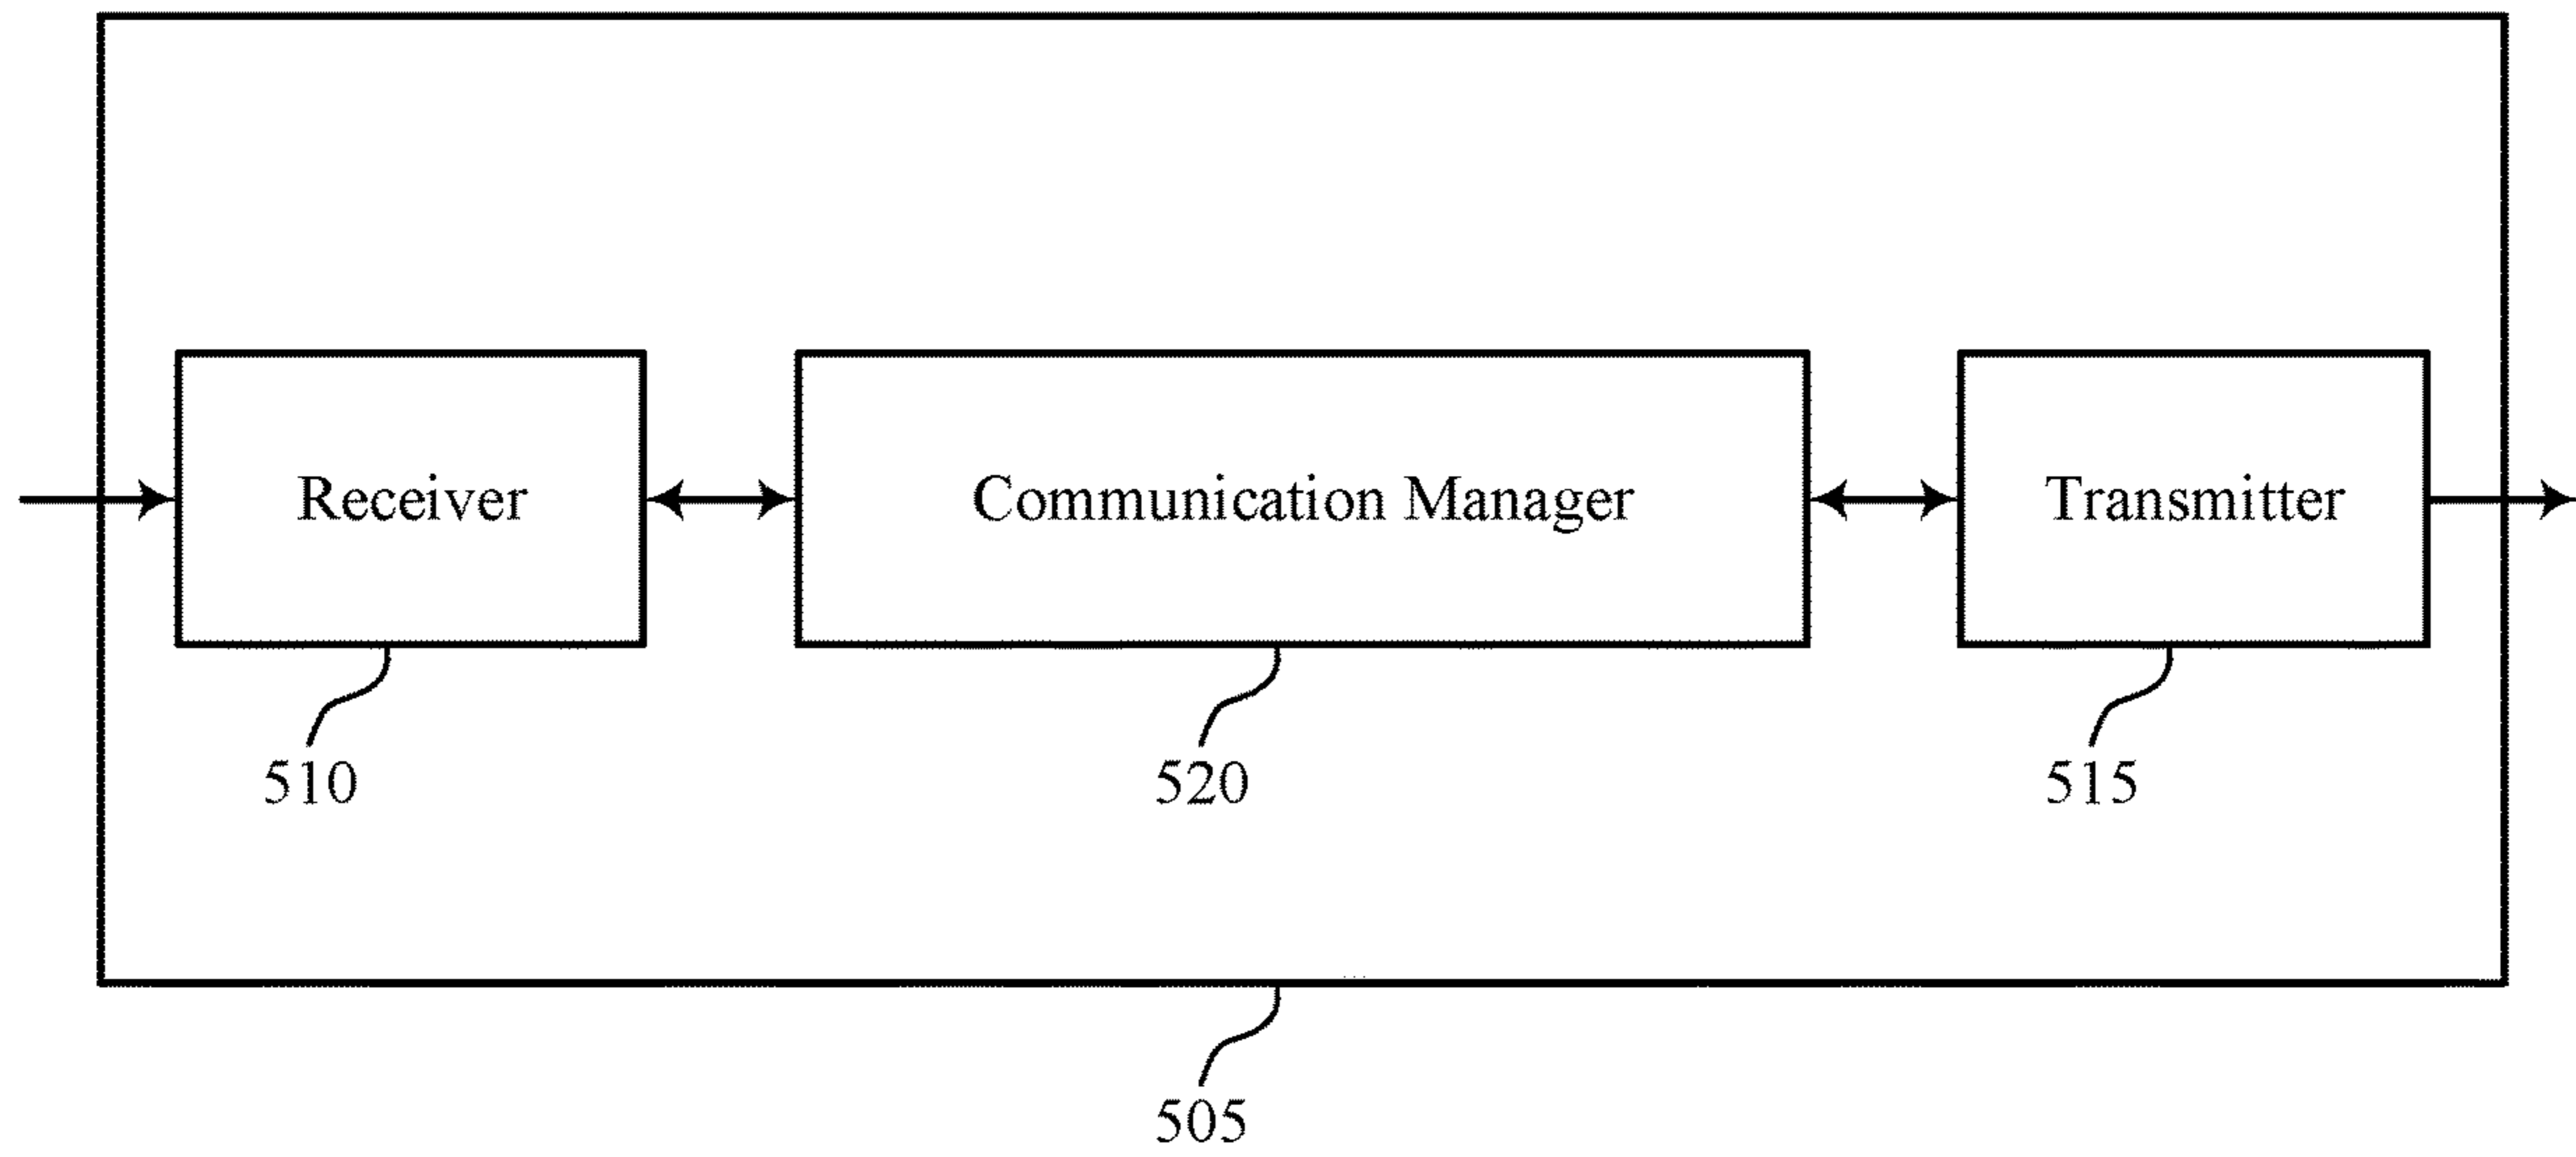 Receiver
Communication Manager
Transmitter
510
520
515
505